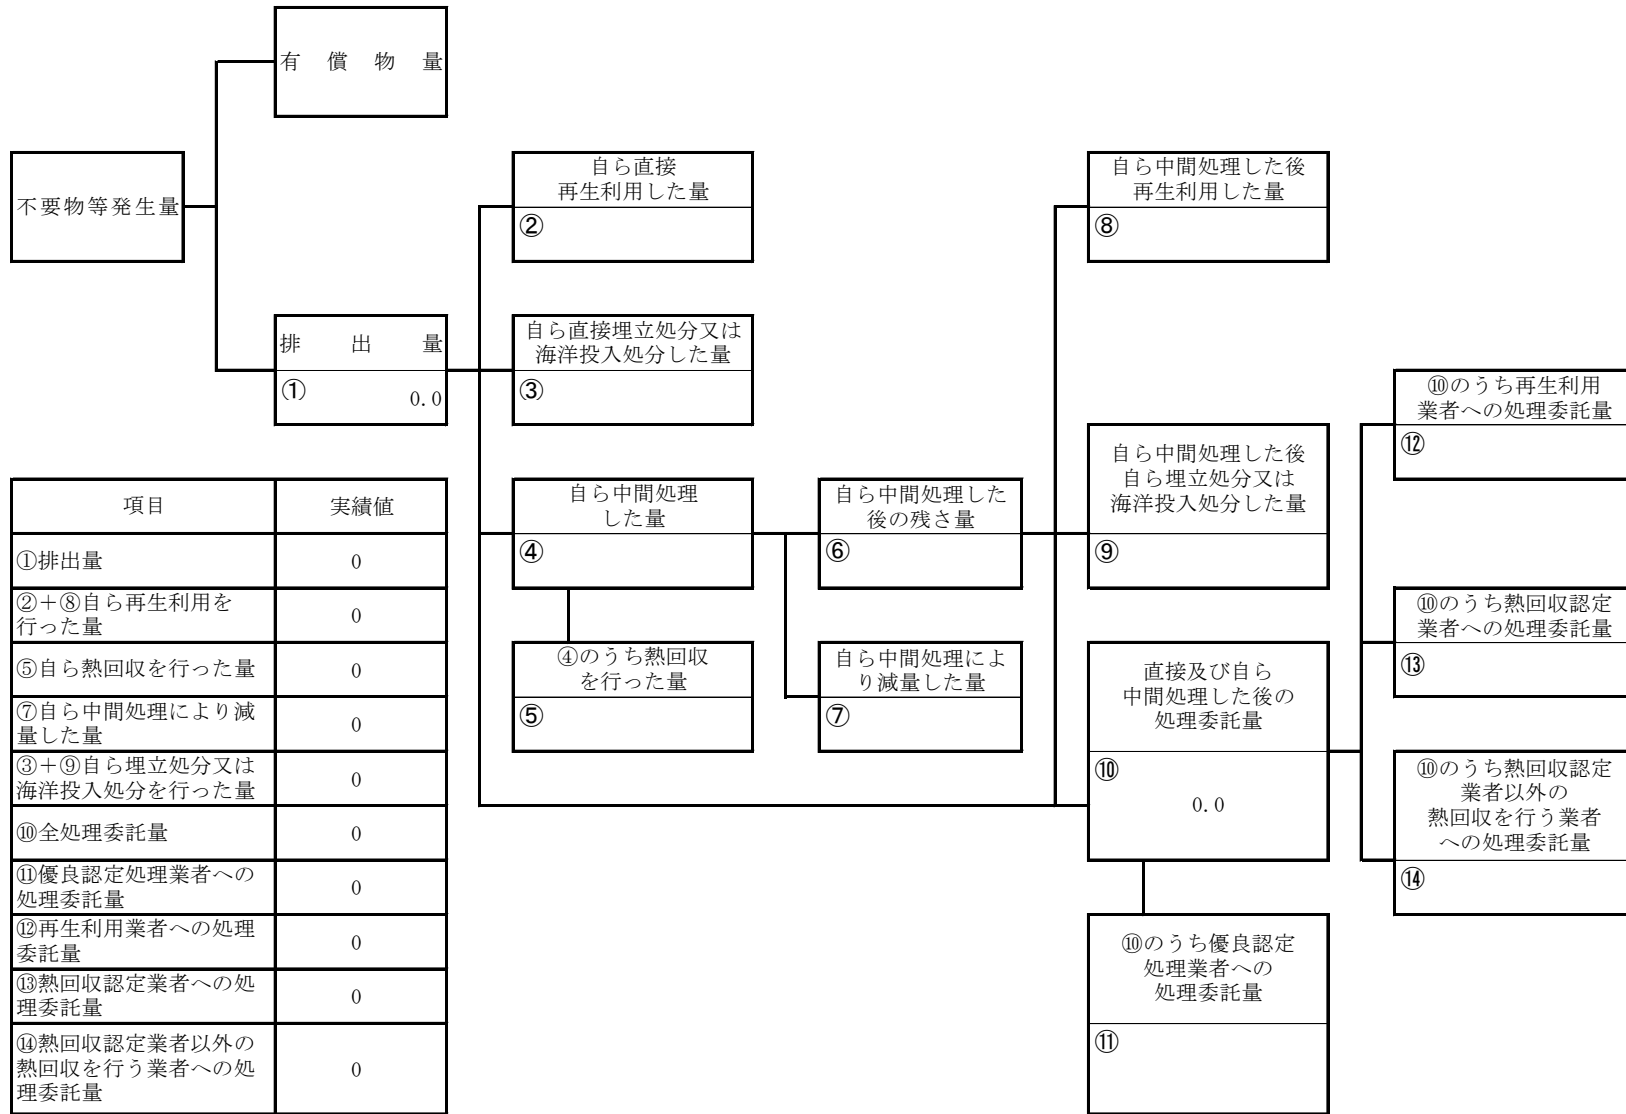 有償物量
不要物等発生量
排出量
①
0.0
自ら直接
再生利用した量
②
自ら直接埋立処分又は
海洋投入処分した量
③
自ら中間処理
した量
④
④のうち熱回収
を行った量
⑤
自ら中間処理した
後の残さ量
⑥
自ら中間処理によ
り減量した量
⑦
自ら中間処理した後
再生利用した量
⑧
自ら中間処理した後
自ら埋立処分又は
海洋投入処分した量
⑨
直接及び自ら
中間処理した後の
処理委託量
⑩
0.0
⑩のうち優良認定
処理業者への
処理委託量
⑪
⑩のうち再生利用
業者への処理委託量
⑫
⑩のうち熱回収認定
業者への処理委託量
⑬
⑩のうち熱回収認定
業者以外の
熱回収を行う業者
への処理委託量
⑭
項目 実績値
①排出量 0
②＋⑧自ら再生利用を
行った量 0
⑤自ら熱回収を行った量 0
⑦自ら中間処理により減
量した量 0
③＋⑨自ら埋立処分又は
海洋投入処分を行った量 0
⑩全処理委託量 0
⑪優良認定処理業者への
処理委託量 0
⑫再生利用業者への処理
委託量 0
⑬熱回収認定業者への処
理委託量 0
⑭熱回収認定業者以外の
熱回収を行う業者への処
理委託量 0